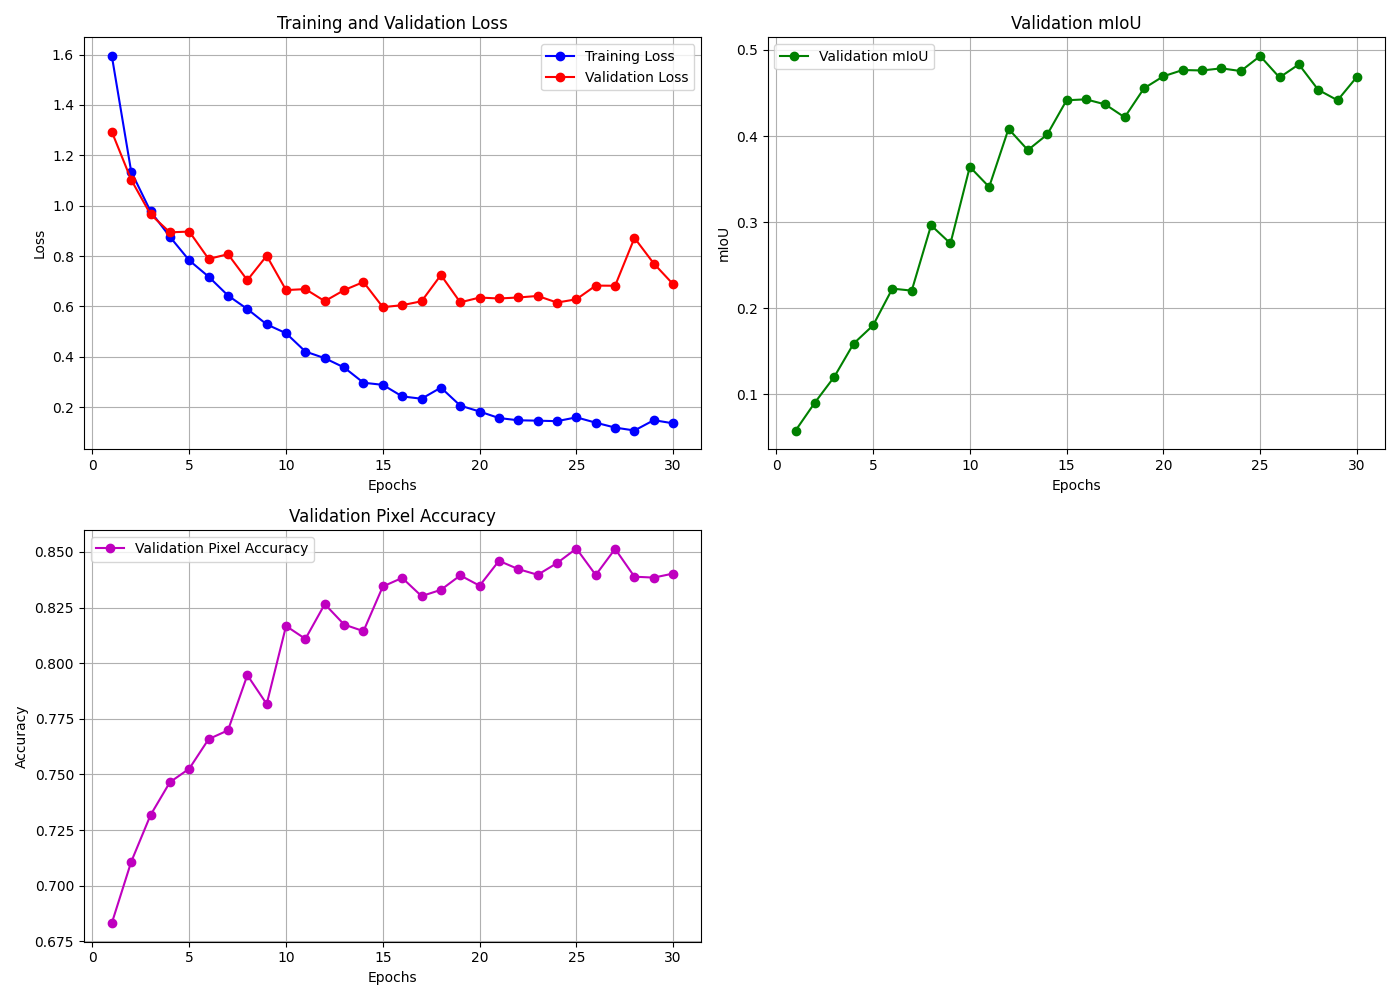 Training and Validation Loss
Training Loss
Validation Loss
1.6
1.4
1.2
1.0
0.8
0.6
0.4
0.2
Loss
0 5 10 15 20 25 30
Epochs
Validation mIoU
Validation mIoU
0.5
0.4
0.3
0.2
0.1
mIoU
0 5 10 15 20 25 30
Epochs
Validation Pixel Accuracy
Validation Pixel Accuracy
0.850
0.825
0.800
0.775
0.750
0.725
0.700
0.675
Accuracy
0 5 10 15 20 25 30
Epochs